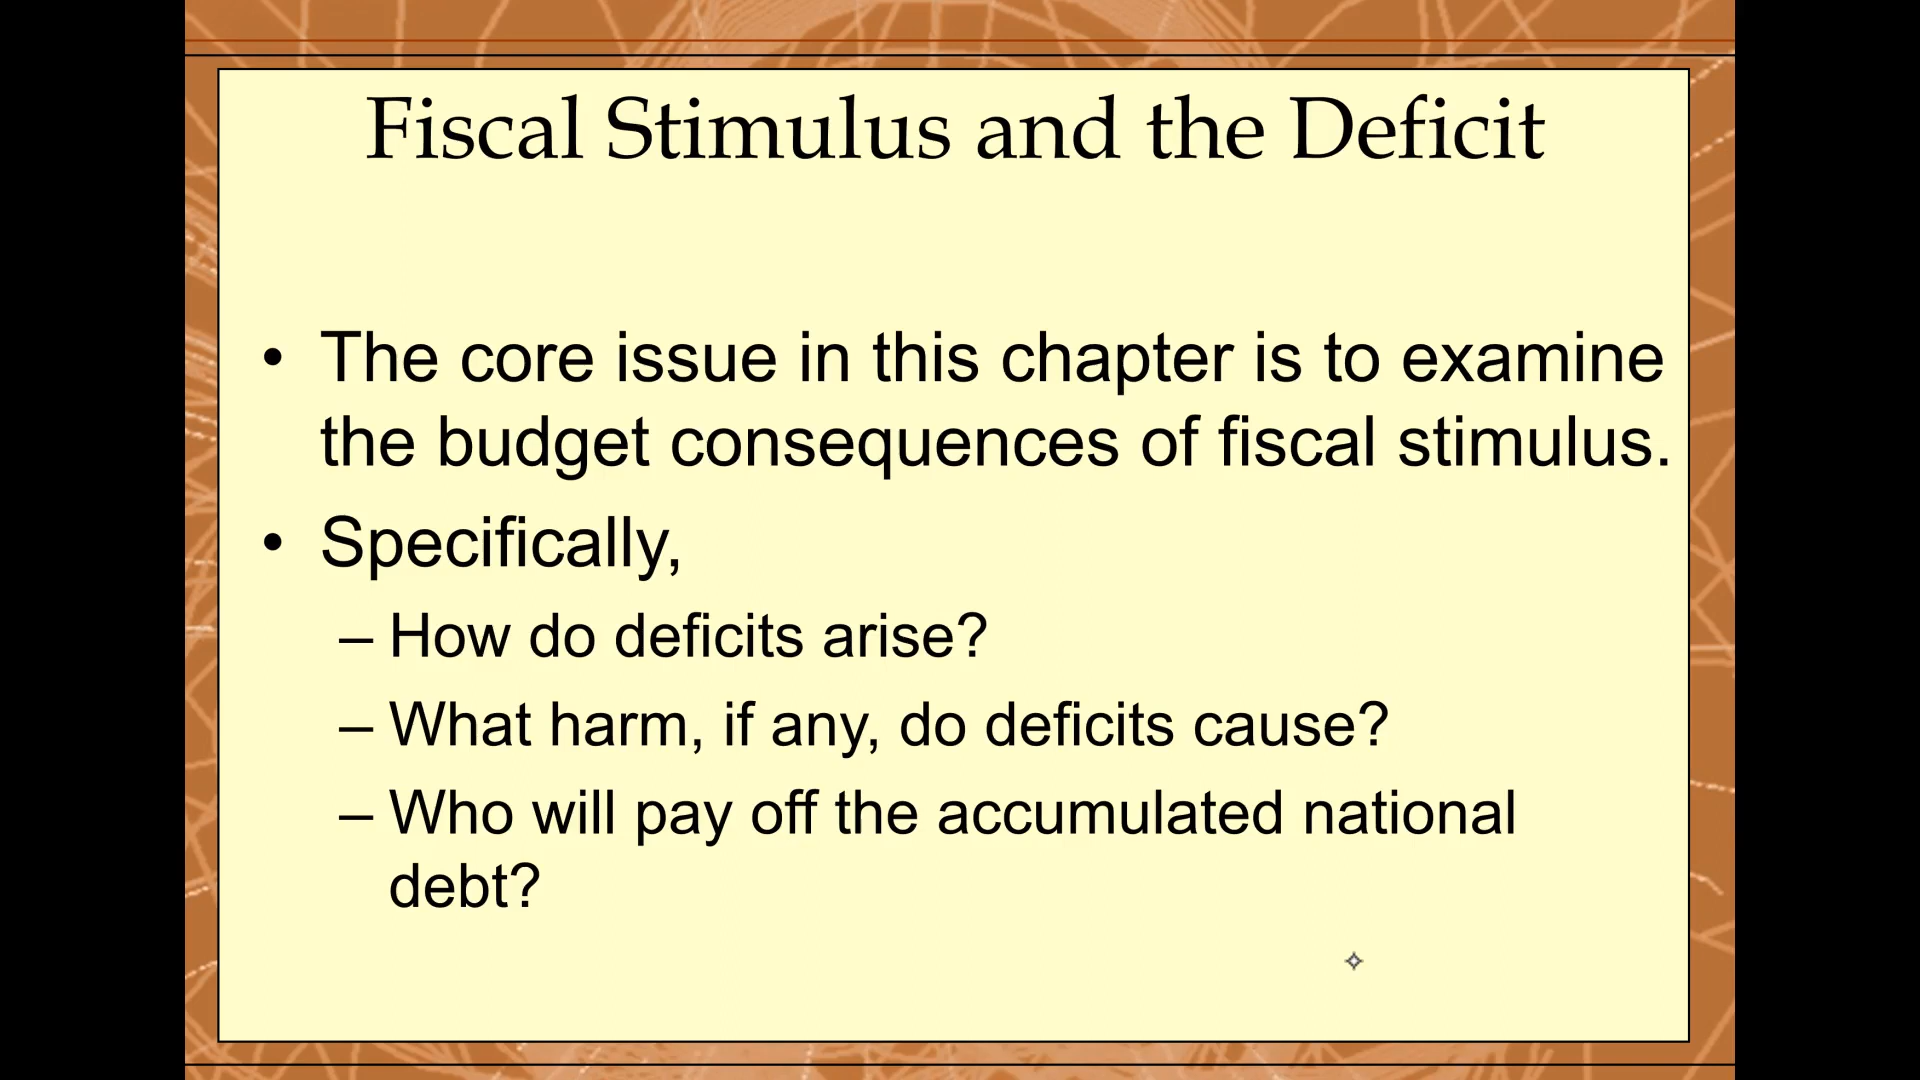 Fiscal Stimulus and the Deficit
• The core issue in this chapter is to examine
the budget consequences of fiscal stimulus.
• Specifically,
– How do deficits arise?
– What harm, if any, do deficits cause?
– Who will pay off the accumulated national
debt?